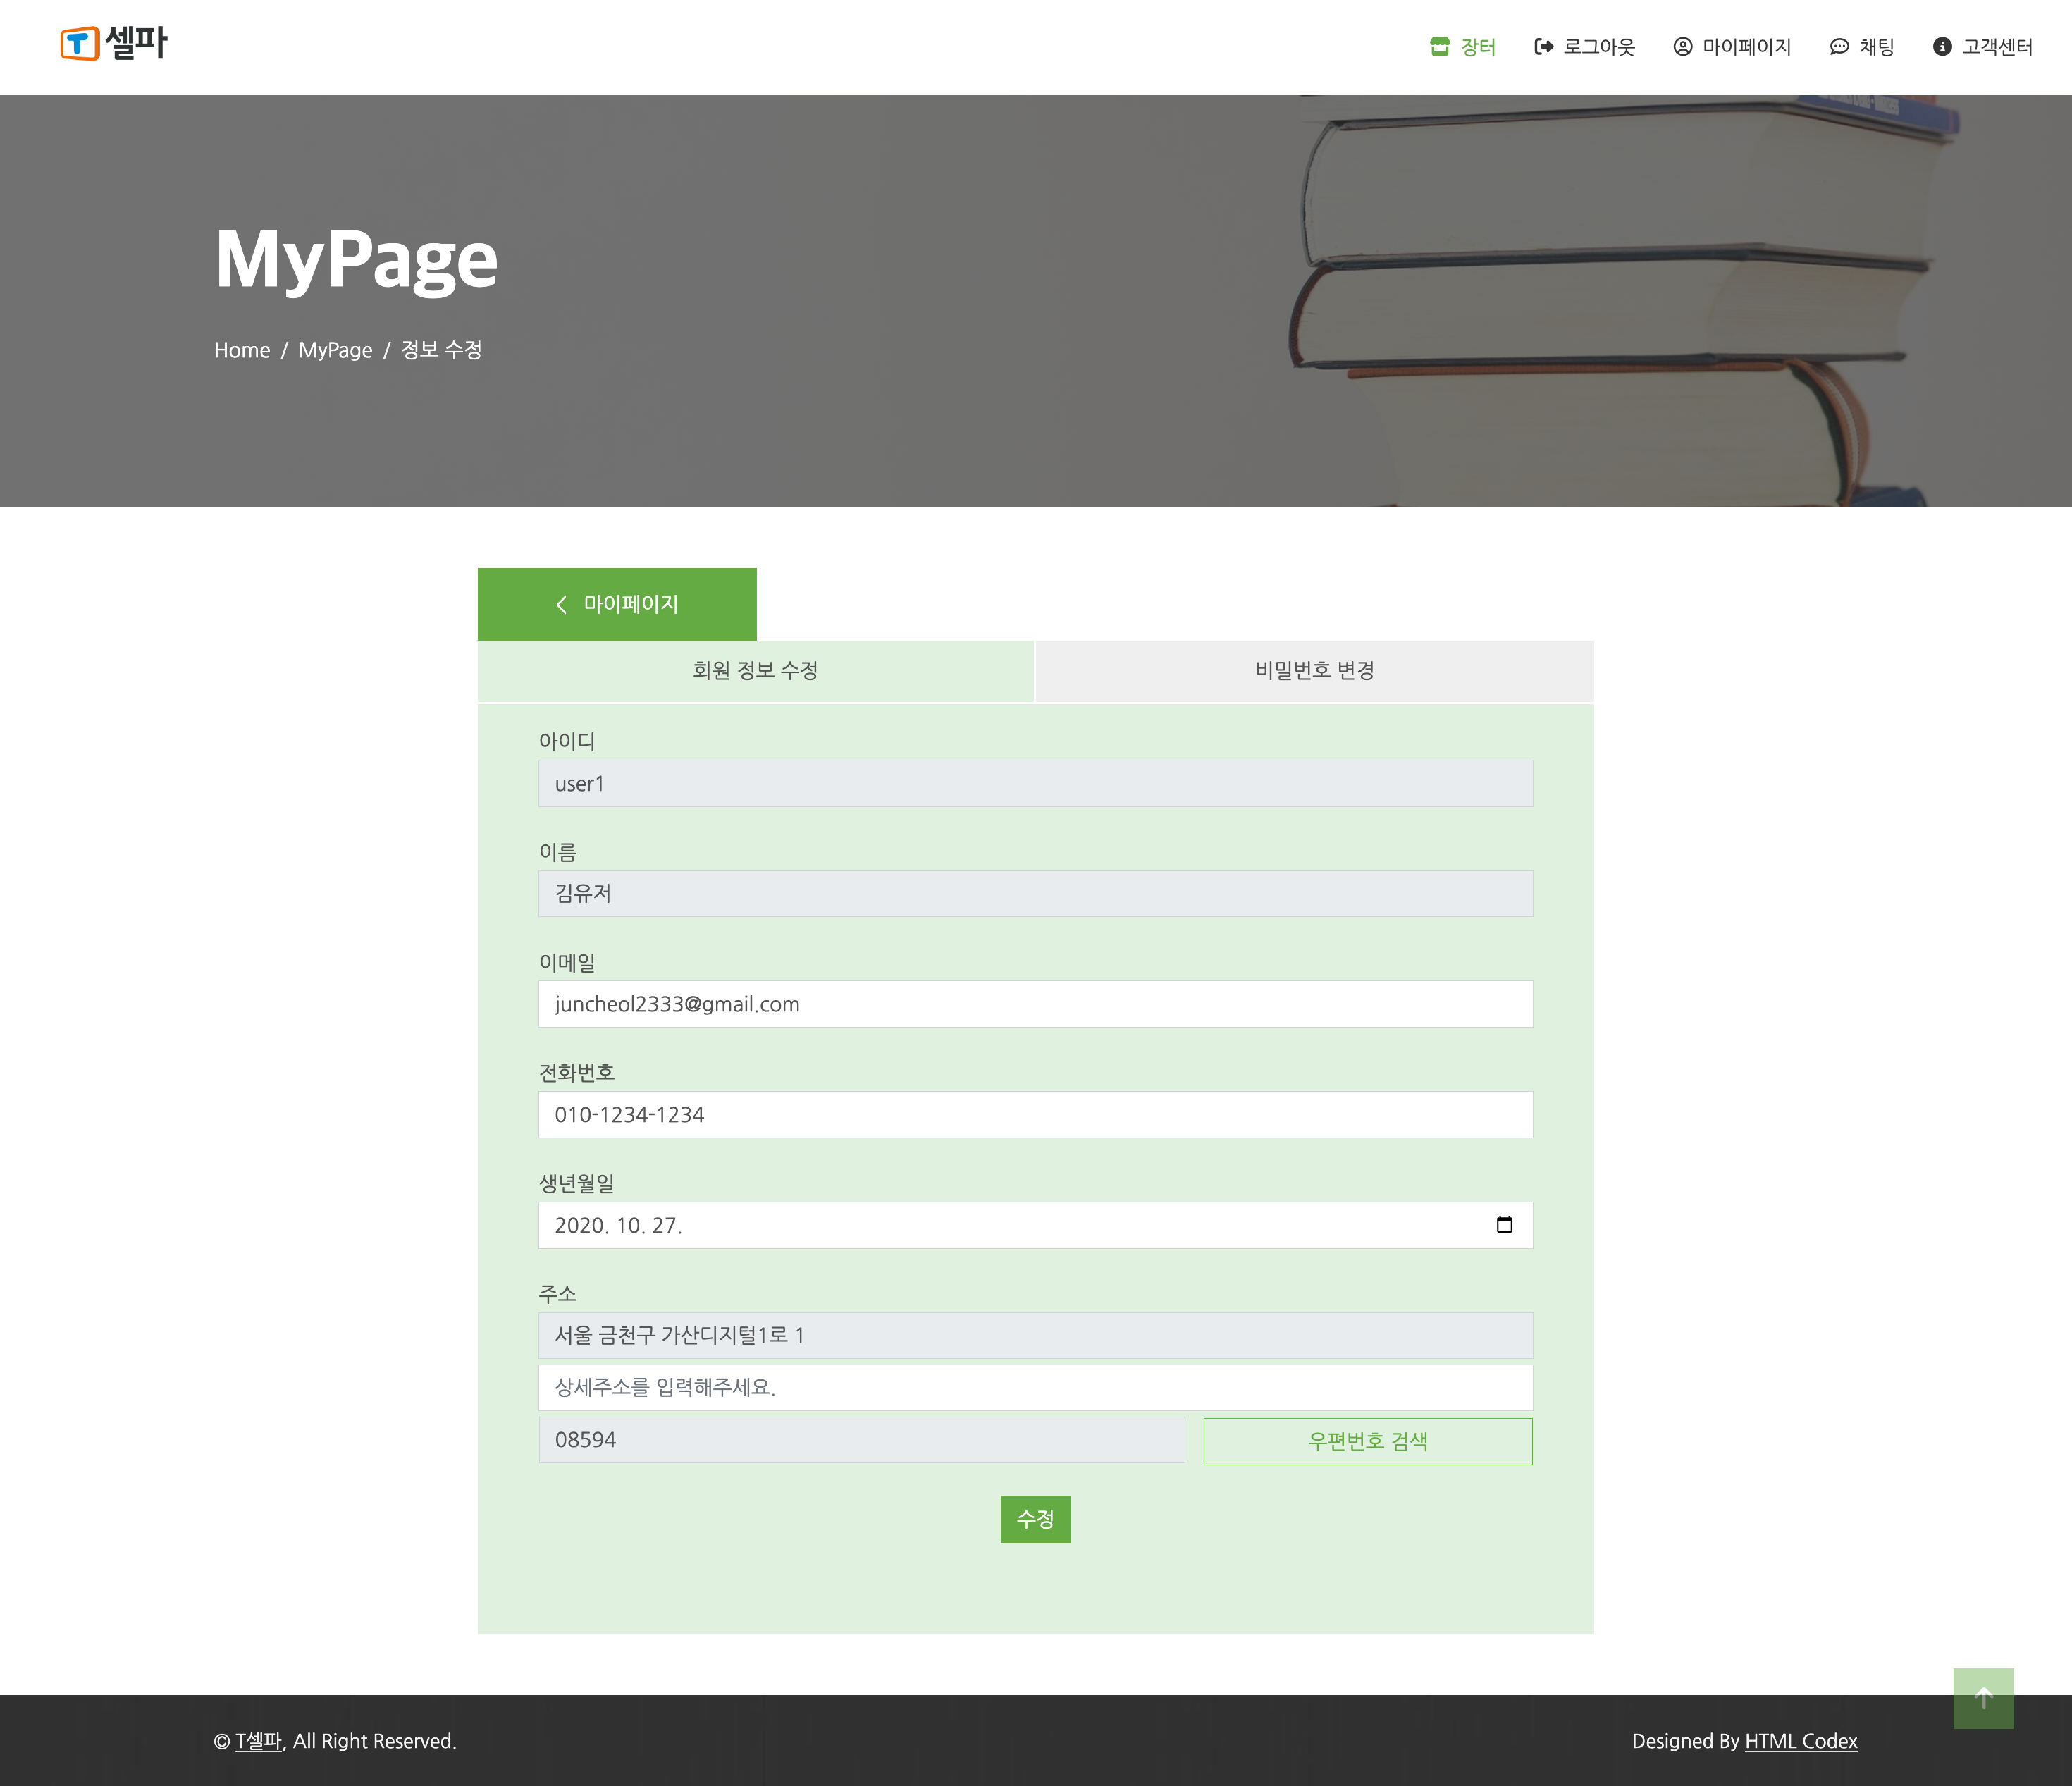 T 셀파
장터 로그아웃 마이페이지 채팅 고객센터
MyPage
Home / MyPage / 정보 수정
마이페이지
회원 정보 수정 비밀번호 변경
아이디
user1
이름
김유저
이메일
juncheol2333@gmail.com
전화번호
010-1234-1234
생년월일
2020. 10. 27.
주소
서울 금천구 가산디지털1로 1
상세주소를 입력해주세요.
08594 우편번호 검색
수정
© T셀파, All Right Reserved. Designed By HTML Codex